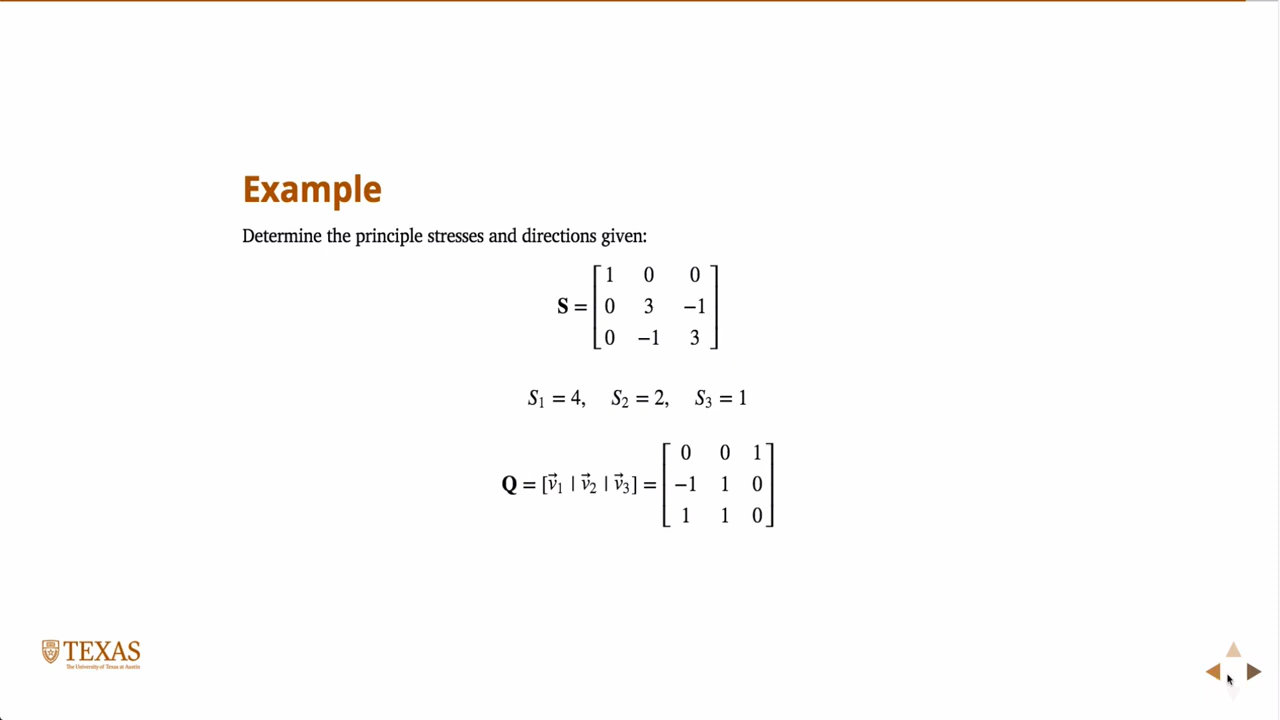 Example
Determine the principle stresses and directions given:
S = [1 0 0
0 3 −1
0 −1 3]
S₁ = 4, S₂ = 2, S₃ = 1
Q = [v⃗₁ | v⃗₂ | v⃗₃] = [0 0 1
−1 1 0
1 1 0]
TEXAS
The University of Texas at Austin